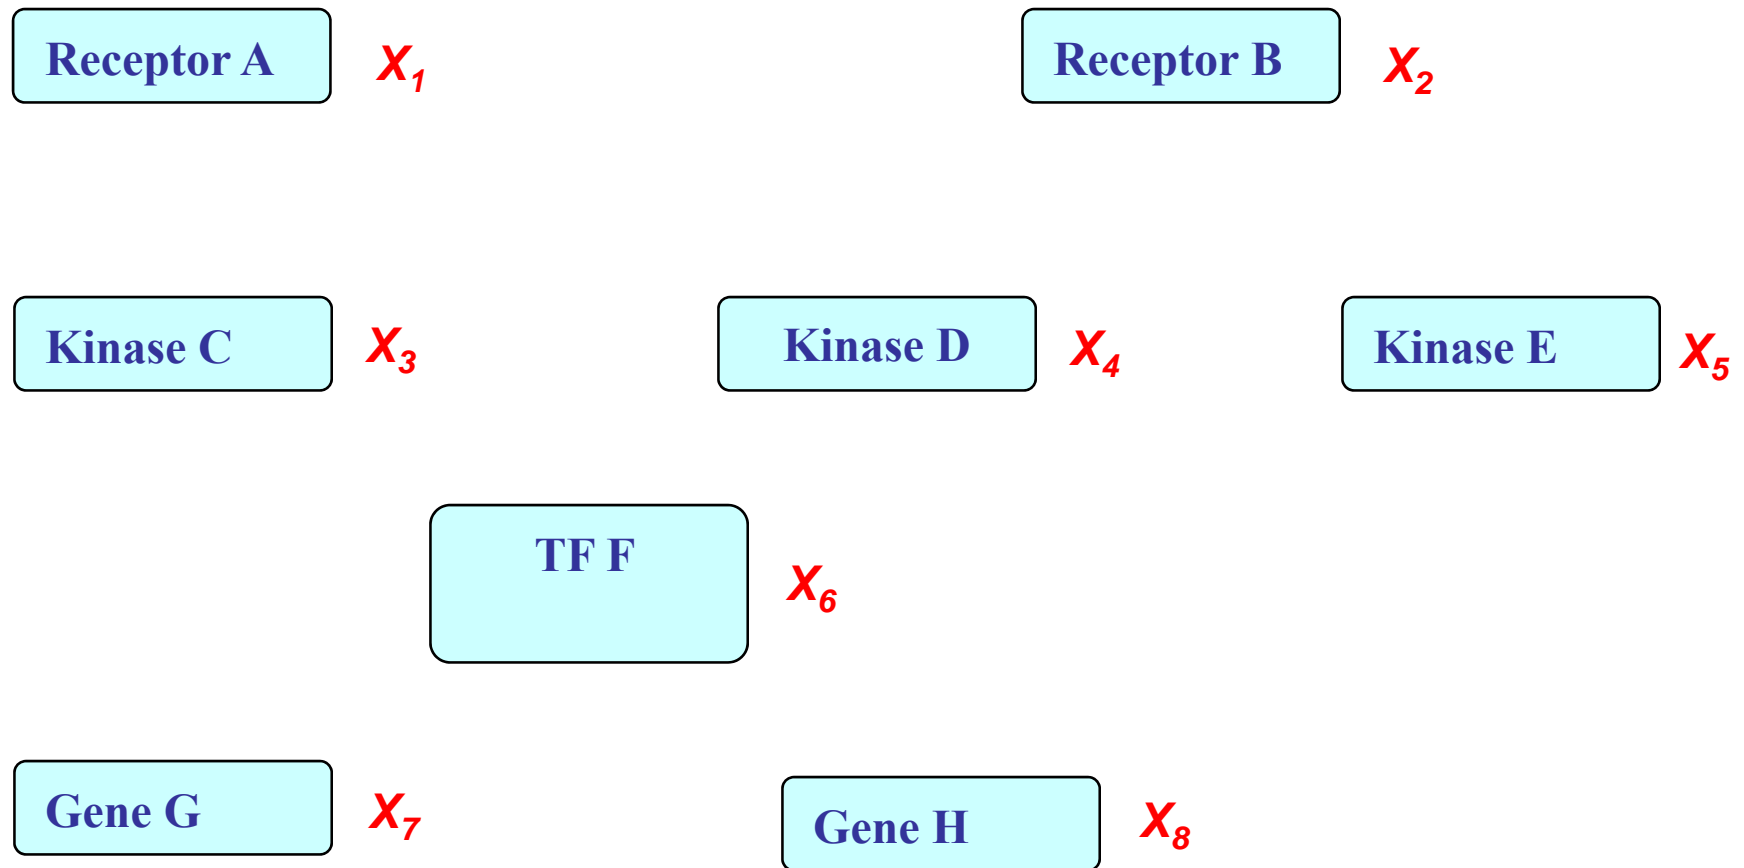 Receptor A X₁ Receptor B X₂
Kinase C X₃ Kinase D X₄ Kinase E X₅
TF F X₆
Gene G X₇ Gene H X₈